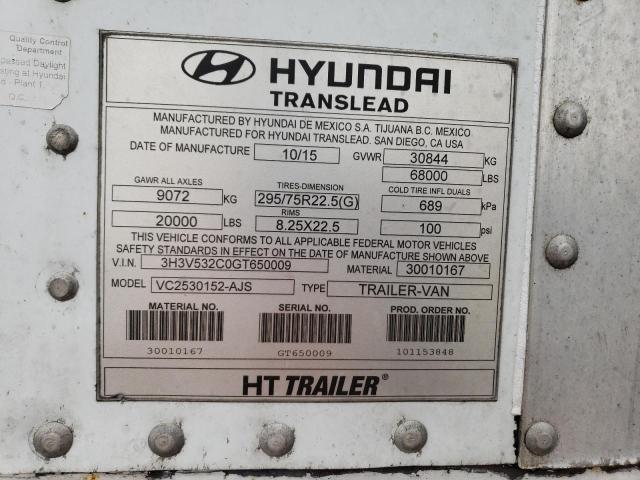 Quality Control
Department
passed Daylight
ting at Hyundai
d - Plant 1.
Q.C.
HYUNDAI
TRANSLEAD
MANUFACTURED BY HYUNDAI DE MEXICO S.A. TIJUANA B.C. MEXICO
MANUFACTURED FOR HYUNDAI TRANSLEAD. SAN DIEGO, CA USA
DATE OF MANUFACTURE 10/15 GVWR 30844 KG
68000 LBS
GAWR ALL AXLES TIRES-DIMENSION COLD TIRE INFL DUALS
9072 KG 295/75R22.5(G) 689 kPa
RIMS
20000 LBS 8.25X22.5 100 psi
THIS VEHICLE CONFORMS TO ALL APPLICABLE FEDERAL MOTOR VEHICLES
SAFETY STANDARDS IN EFFECT ON THE DATE OF MANUFACTURE SHOWN ABOVE
V.I.N. 3H3V532C0GT650009 MATERIAL 30010167
MODEL VC2530152-AJS TYPE TRAILER-VAN
MATERIAL NO. SERIAL NO. PROD. ORDER NO.
30010167 GT650009 101153848
HT TRAILER®